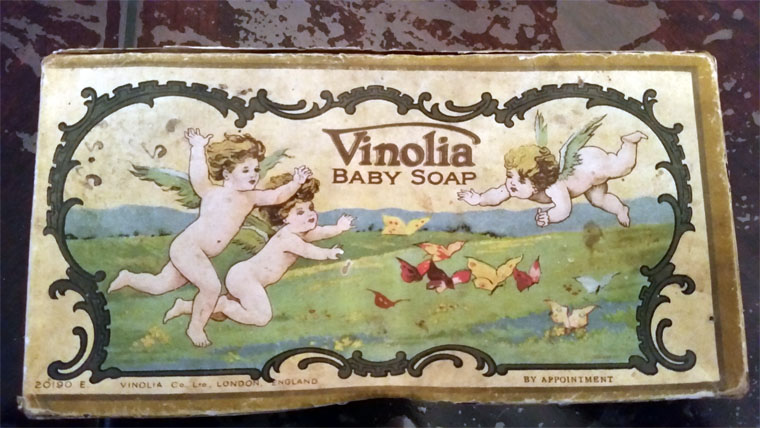 Vinolia
BABY SOAP
20190 E. VINOLIA Co. LTD., LONDON, ENGLAND
BY APPOINTMENT